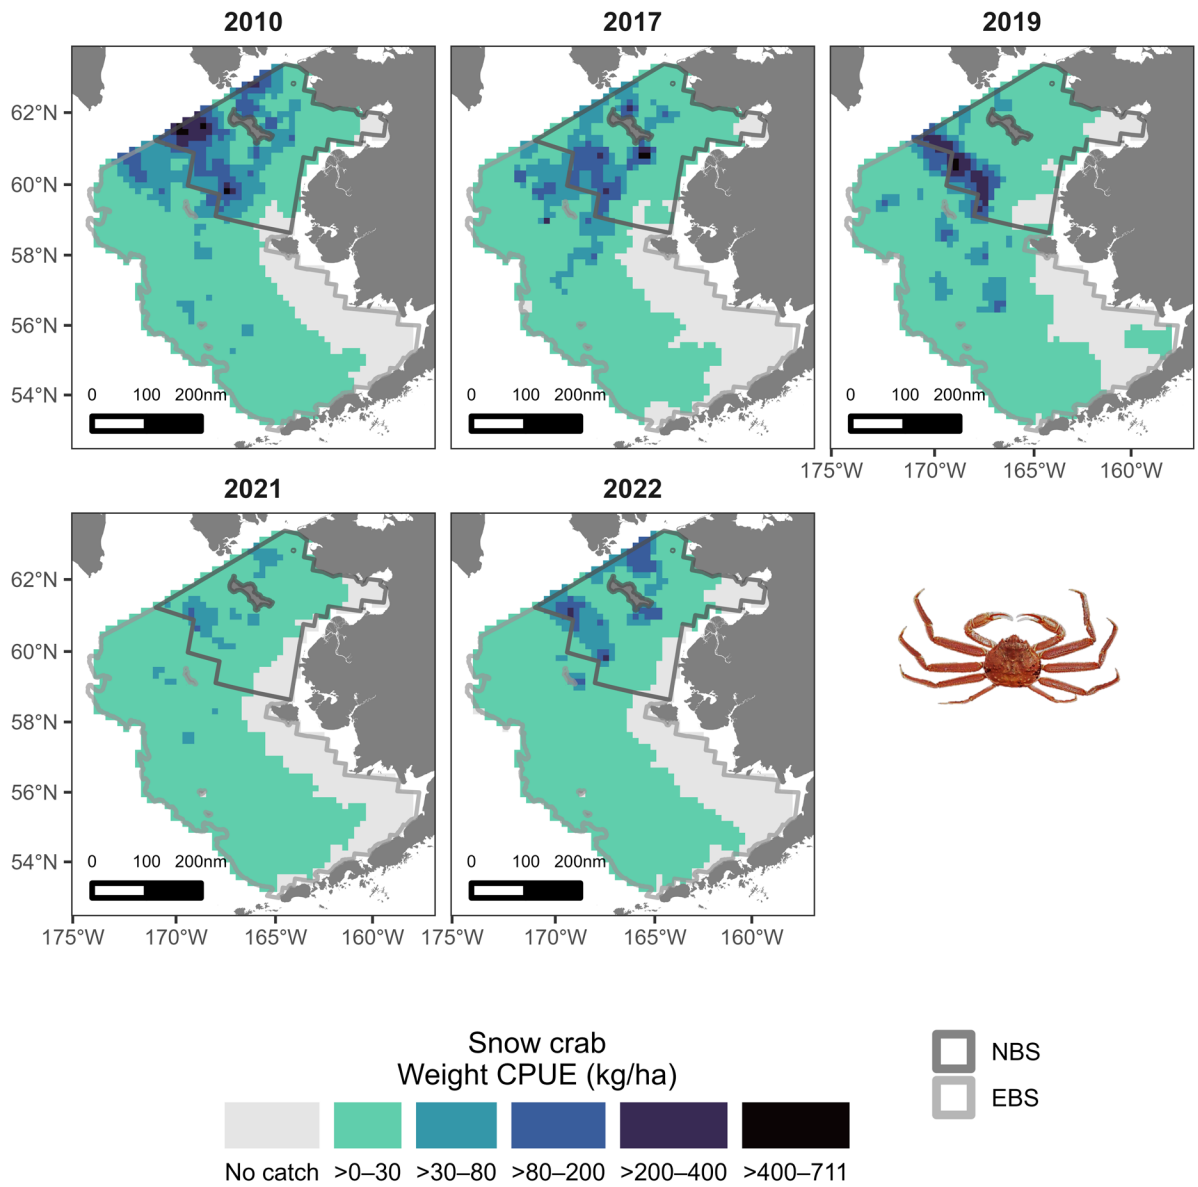 2010
2017
2019
62°N
60°N
58°N
56°N
54°N
0 100 200nm
0 100 200nm
0 100 200nm
175°W 170°W 165°W 160°W
2021
2022
62°N
60°N
58°N
56°N
54°N
0 100 200nm
0 100 200nm
175°W 170°W 165°W 160°W
175°W 170°W 165°W 160°W
Snow crab
Weight CPUE (kg/ha)
No catch >0–30 >30–80 >80–200 >200–400 >400–711
NBS
EBS